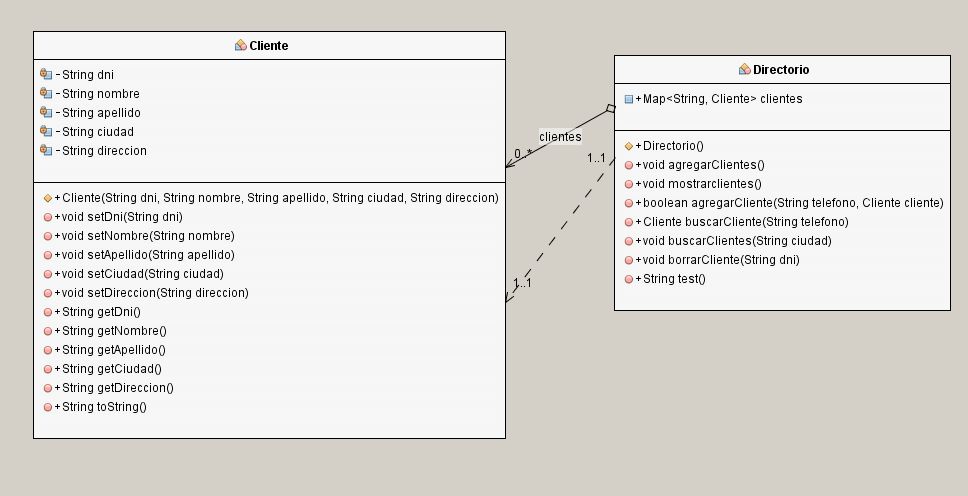 Cliente
- String dni
- String nombre
- String apellido
- String ciudad
- String direccion
+ Cliente(String dni, String nombre, String apellido, String ciudad, String direccion)
+ void setDni(String dni)
+ void setNombre(String nombre)
+ void setApellido(String apellido)
+ void setCiudad(String ciudad)
+ void setDireccion(String direccion)
+ String getDni()
+ String getNombre()
+ String getApellido()
+ String getCiudad()
+ String getDireccion()
+ String toString()
clientes
0..*
1..1
1..1
Directorio
+ Map<String, Cliente> clientes
+ Directorio()
+ void agregarClientes()
+ void mostrarclientes()
+ boolean agregarCliente(String telefono, Cliente cliente)
+ Cliente buscarCliente(String telefono)
+ void buscarClientes(String ciudad)
+ void borrarCliente(String dni)
+ String test()